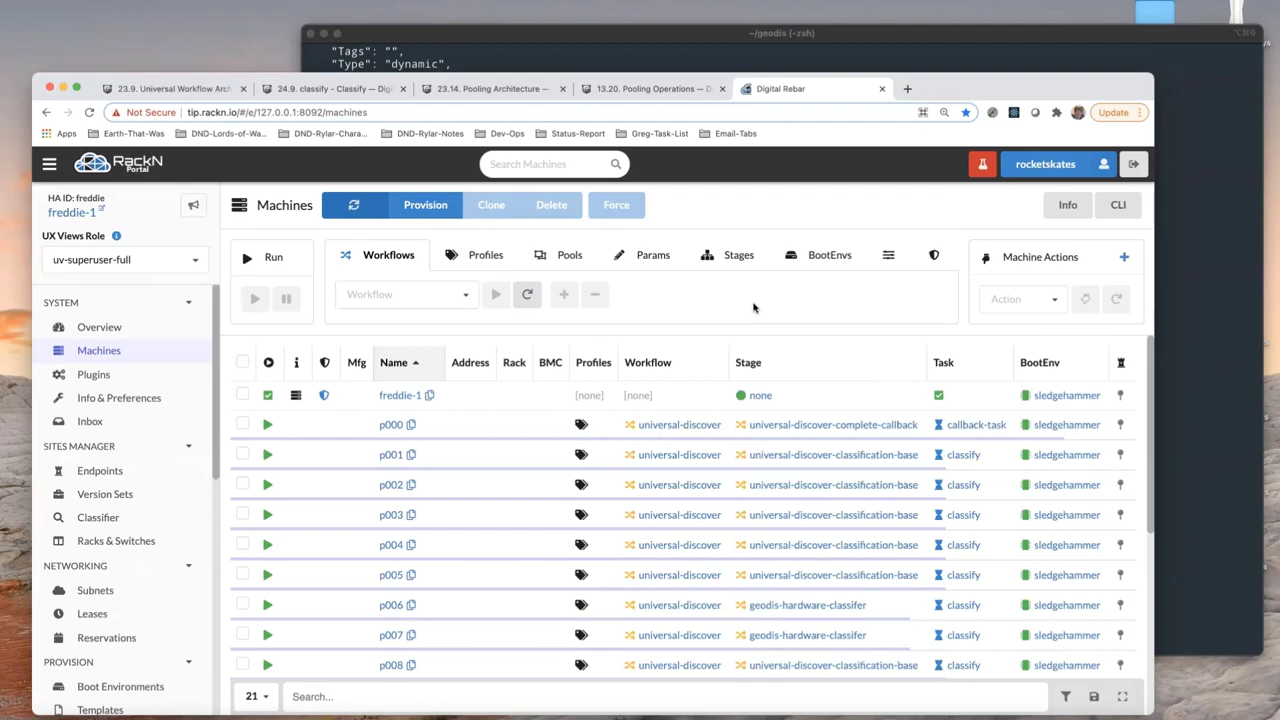 ~/geodis (-zsh)
"Tags": "",
"Type": "dynamic",
23.9. Universal Workflow Arch
24.9. classify - Classify — Digi
23.14. Pooling Architecture —
13.20. Pooling Operations — D
Digital Rebar
Not Secure
tip.rackn.io/#/e/127.0.0.1:8092/machines
Update
Apps
Earth-That-Was
DND-Lords-of-Wa...
DND-Rylar-Chara...
DND-Rylar-Notes
Dev-Ops
Status-Report
Greg-Task-List
Email-Tabs
RackN
Portal
Search Machines
rocketskates
HA ID: freddie
freddie-1
UX Views Role
ux-superuser-full
SYSTEM
Overview
Machines
Plugins
Info & Preferences
Inbox
SITES MANAGER
Endpoints
Version Sets
Classifier
Racks & Switches
NETWORKING
Subnets
Leases
Reservations
PROVISION
Boot Environments
Templates
Machines
Provision
Clone
Delete
Force
Info
CLI
Run
Workflows
Profiles
Pools
Params
Stages
BootEnvs
Machine Actions
Workflow
Action
Mfg Name Address Rack BMC Profiles Workflow Stage Task BootEnv
freddie-1 [none] [none] none sledgehammer
p000 universal-discover universal-discover-complete-callback callback-task sledgehammer
p001 universal-discover universal-discover-classification-base classify sledgehammer
p002 universal-discover universal-discover-classification-base classify sledgehammer
p003 universal-discover universal-discover-classification-base classify sledgehammer
p004 universal-discover universal-discover-classification-base classify sledgehammer
p005 universal-discover universal-discover-classification-base classify sledgehammer
p006 universal-discover geodis-hardware-classifer classify sledgehammer
p007 universal-discover geodis-hardware-classifer classify sledgehammer
p008 universal-discover universal-discover-classification-base classify sledgehammer
21
Search...